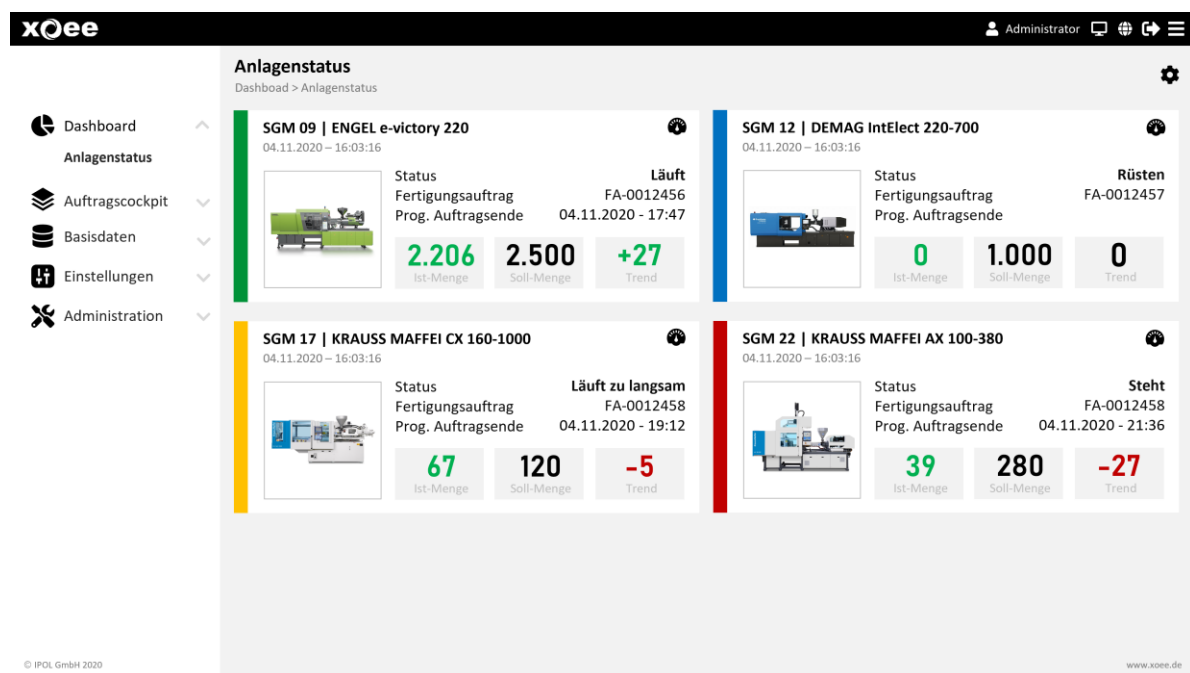 xoee
Administrator
Anlagenstatus
Dashboad > Anlagenstatus
Dashboard
Anlagenstatus
Auftragscockpit
Basisdaten
Einstellungen
Administration
SGM 09 | ENGEL e-victory 220
04.11.2020 – 16:03:16
Status Läuft
Fertigungsauftrag FA-0012456
Prog. Auftragsende 04.11.2020 - 17:47
2.206 2.500 +27
Ist-Menge Soll-Menge Trend
SGM 12 | DEMAG IntElect 220-700
04.11.2020 – 16:03:16
Status Rüsten
Fertigungsauftrag FA-0012457
Prog. Auftragsende
0 1.000 0
Ist-Menge Soll-Menge Trend
SGM 17 | KRAUSS MAFFEI CX 160-1000
04.11.2020 – 16:03:16
Status Läuft zu langsam
Fertigungsauftrag FA-0012458
Prog. Auftragsende 04.11.2020 - 19:12
67 120 -5
Ist-Menge Soll-Menge Trend
SGM 22 | KRAUSS MAFFEI AX 100-380
04.11.2020 – 16:03:16
Status Steht
Fertigungsauftrag FA-0012458
Prog. Auftragsende 04.11.2020 - 21:36
39 280 -27
Ist-Menge Soll-Menge Trend
© IPOL GmbH 2020
www.xoee.de